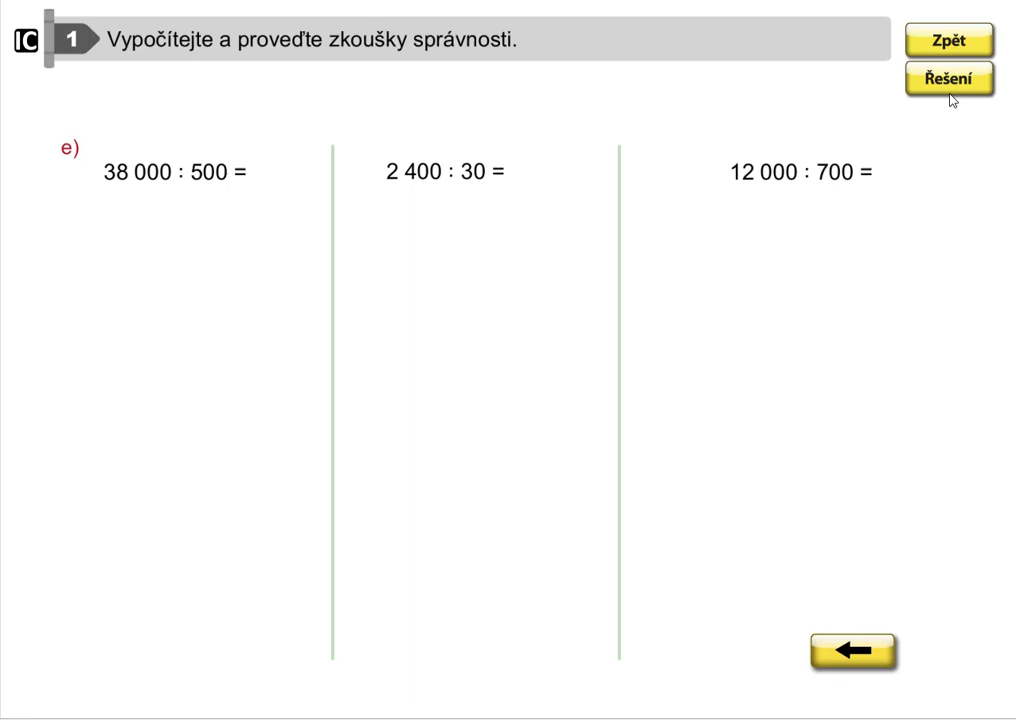 IC 1 Vypočítejte a proveďte zkoušky správnosti.
Zpět
Řešení
e)
38 000 : 500 =
2 400 : 30 =
12 000 : 700 =